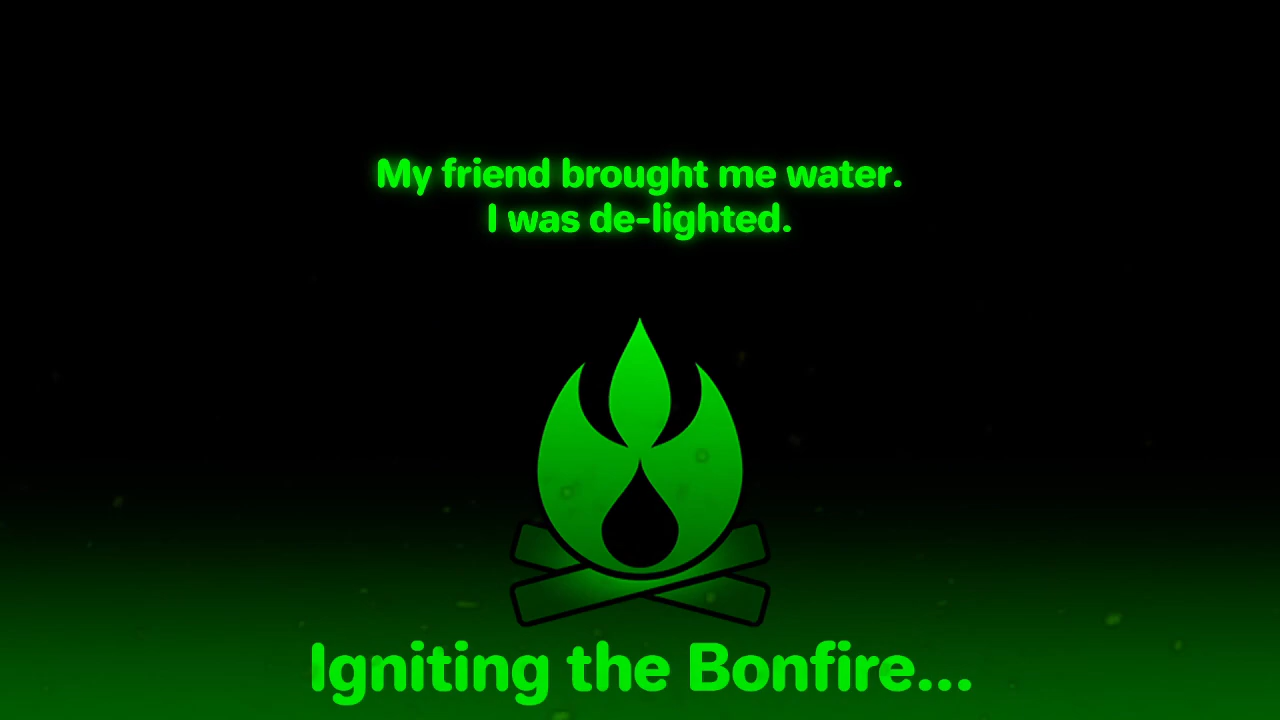 My friend brought me water.
I was de-lighted.
Igniting the Bonfire...